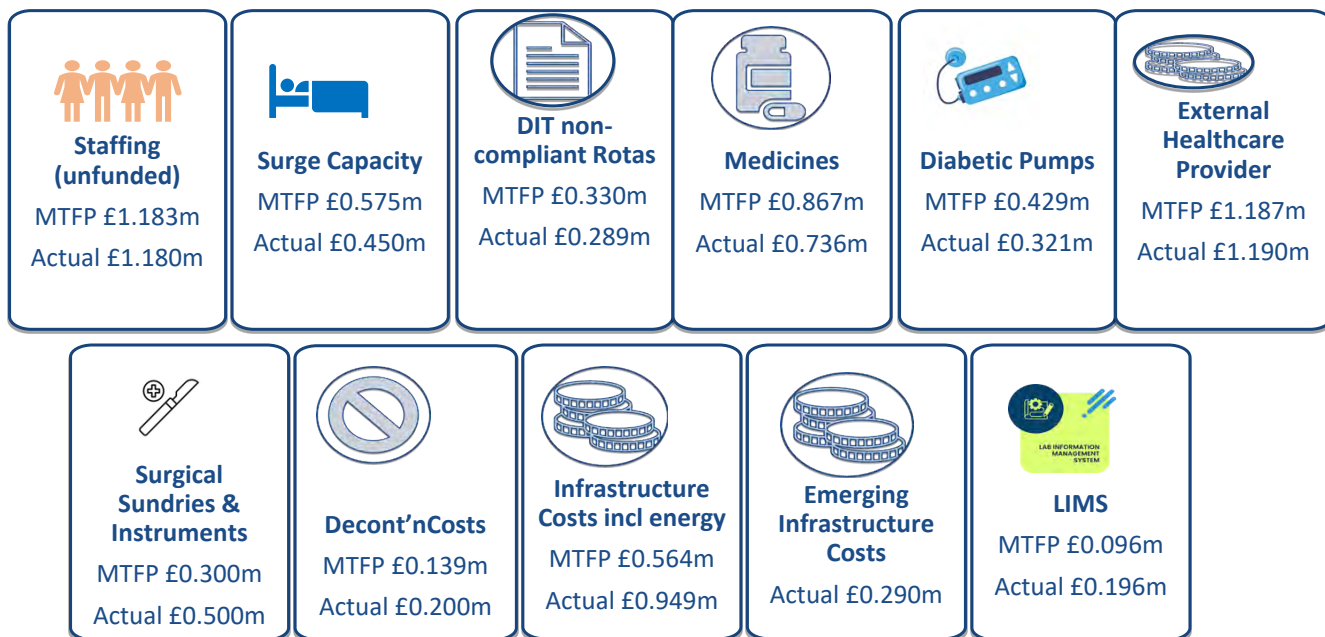 Staffing
(unfunded)
MTFP £1.183m
Actual £1.180m
Surge Capacity
MTFP £0.575m
Actual £0.450m
DIT non-
compliant Rotas
MTFP £0.330m
Actual £0.289m
Medicines
MTFP £0.867m
Actual £0.736m
Diabetic Pumps
MTFP £0.429m
Actual £0.321m
External
Healthcare
Provider
MTFP £1.187m
Actual £1.190m
Surgical
Sundries &
Instruments
MTFP £0.300m
Actual £0.500m
Decont'nCosts
MTFP £0.139m
Actual £0.200m
Infrastructure
Costs incl energy
MTFP £0.564m
Actual £0.949m
Emerging
Infrastructure
Costs
Actual £0.290m
LAB INFORMATION
MANAGEMENT
SYSTEM
LIMS
MTFP £0.096m
Actual £0.196m